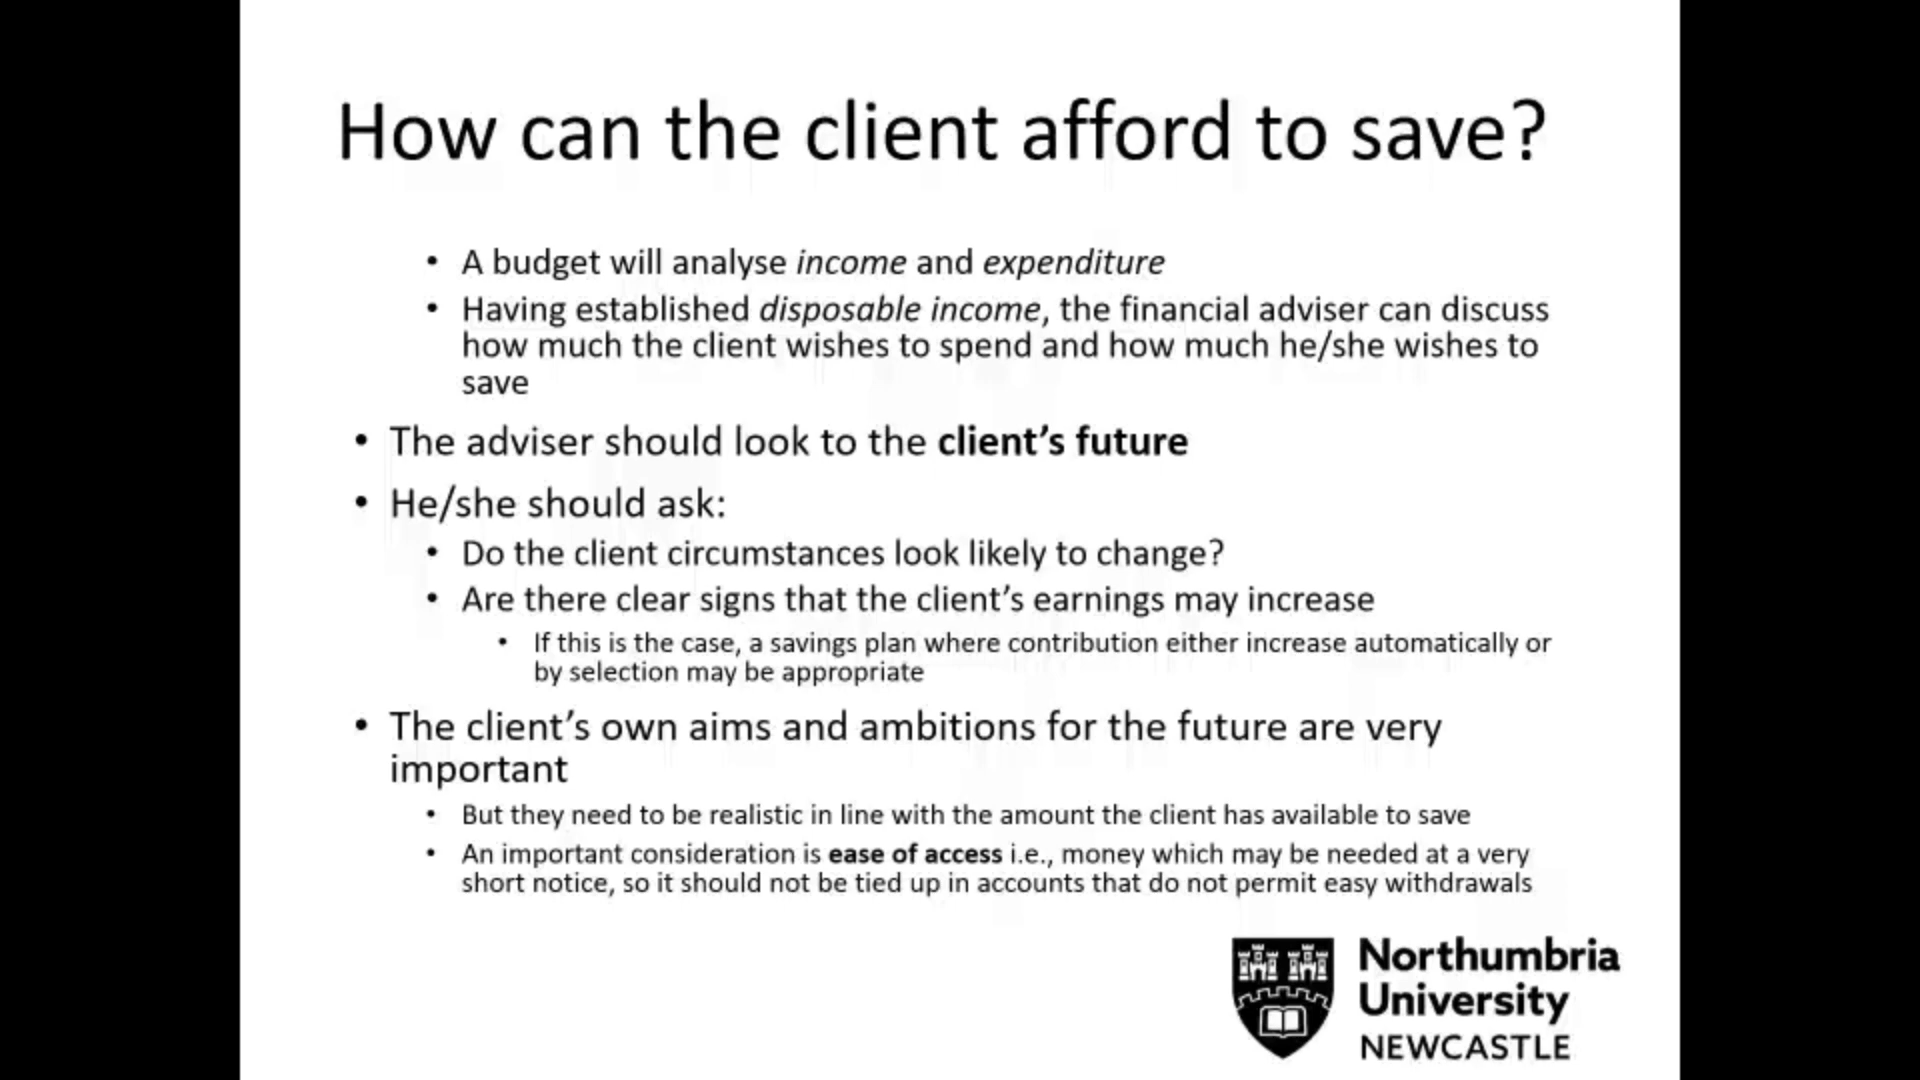 How can the client afford to save?
• A budget will analyse income and expenditure
• Having established disposable income, the financial adviser can discuss
how much the client wishes to spend and how much he/she wishes to
save
• The adviser should look to the client’s future
• He/she should ask:
• Do the client circumstances look likely to change?
• Are there clear signs that the client’s earnings may increase
• If this is the case, a savings plan where contribution either increase automatically or
by selection may be appropriate
• The client’s own aims and ambitions for the future are very
important
• But they need to be realistic in line with the amount the client has available to save
• An important consideration is ease of access i.e., money which may be needed at a very
short notice, so it should not be tied up in accounts that do not permit easy withdrawals
Northumbria
University
NEWCASTLE